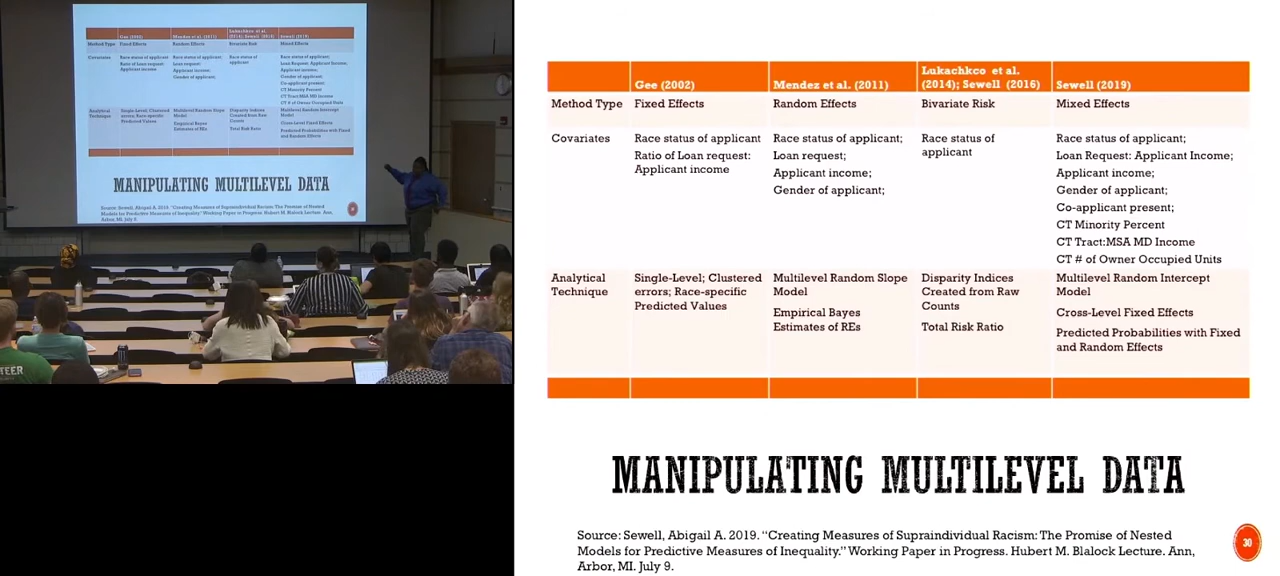 Gee (2002)
Mendez et al. (2011)
Lukachkco et al.
(2014); Sewell (2016)
Sewell (2019)
Method Type
Fixed Effects
Random Effects
Bivariate Risk
Mixed Effects
Covariates
Race status of applicant
Ratio of Loan request:
Applicant income
Race status of applicant;
Loan request;
Applicant income;
Gender of applicant;
Race status of
applicant
Race status of applicant;
Loan Request: Applicant Income;
Applicant income;
Gender of applicant;
Co-applicant present;
CT Minority Percent
CT Tract:MSA MD Income
CT # of Owner Occupied Units
Analytical
Technique
Single-Level; Clustered
errors; Race-specific
Predicted Values
Multilevel Random Slope
Model
Empirical Bayes
Estimates of REs
Disparity Indices
Created from Raw
Counts
Total Risk Ratio
Multilevel Random Intercept
Model
Cross-Level Fixed Effects
Predicted Probabilities with Fixed
and Random Effects
MANIPULATING MULTILEVEL DATA
Source: Sewell, Abigail A. 2019. “Creating Measures of Supraindividual Racism: The Promise of Nested
Models for Predictive Measures of Inequality.” Working Paper in Progress. Hubert M. Blalock Lecture. Ann,
Arbor, MI. July 9.
30
MANIPULATING MULTILEVEL DATA
TEER